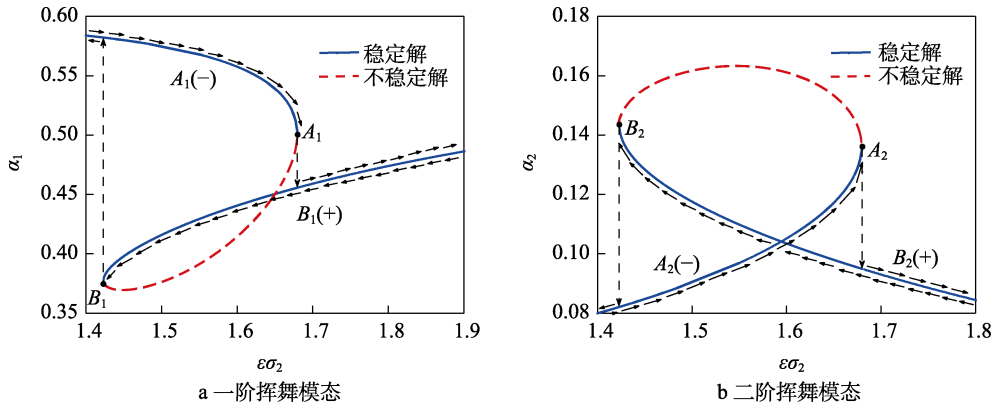 0.60
0.55
0.50
0.45
0.40
0.35
α₁
1.4
1.5
1.6
1.7
1.8
1.9
εσ₂
稳定解
不稳定解
A₁(−)
A₁
B₁(+)
B₁
a 一阶挥舞模态
0.18
0.16
0.14
0.12
0.10
0.08
α₂
1.4
1.5
1.6
1.7
1.8
εσ₂
稳定解
不稳定解
B₂
A₂
A₂(−)
B₂(+)
b 二阶挥舞模态